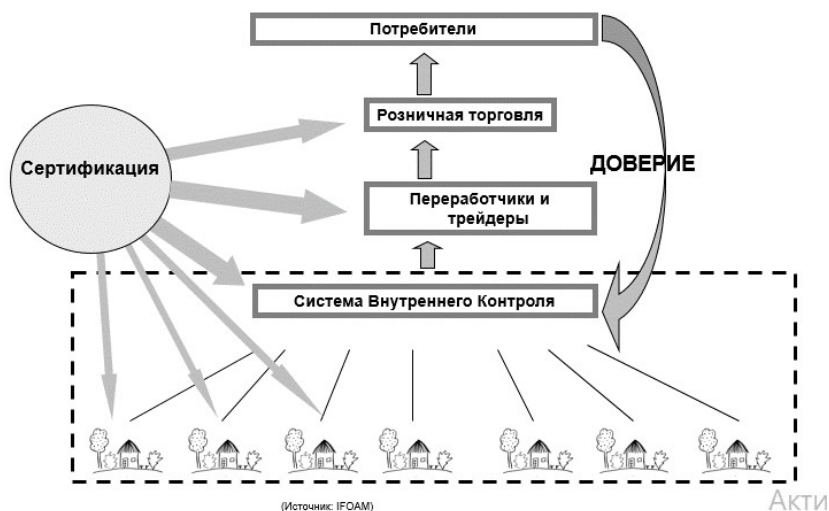 Потребители
Розничная торговля
Сертификация
ДОВЕРИЕ
Переработчики и
трейдеры
Система Внутреннего Контроля
(Источник: IFOAM)
Акти